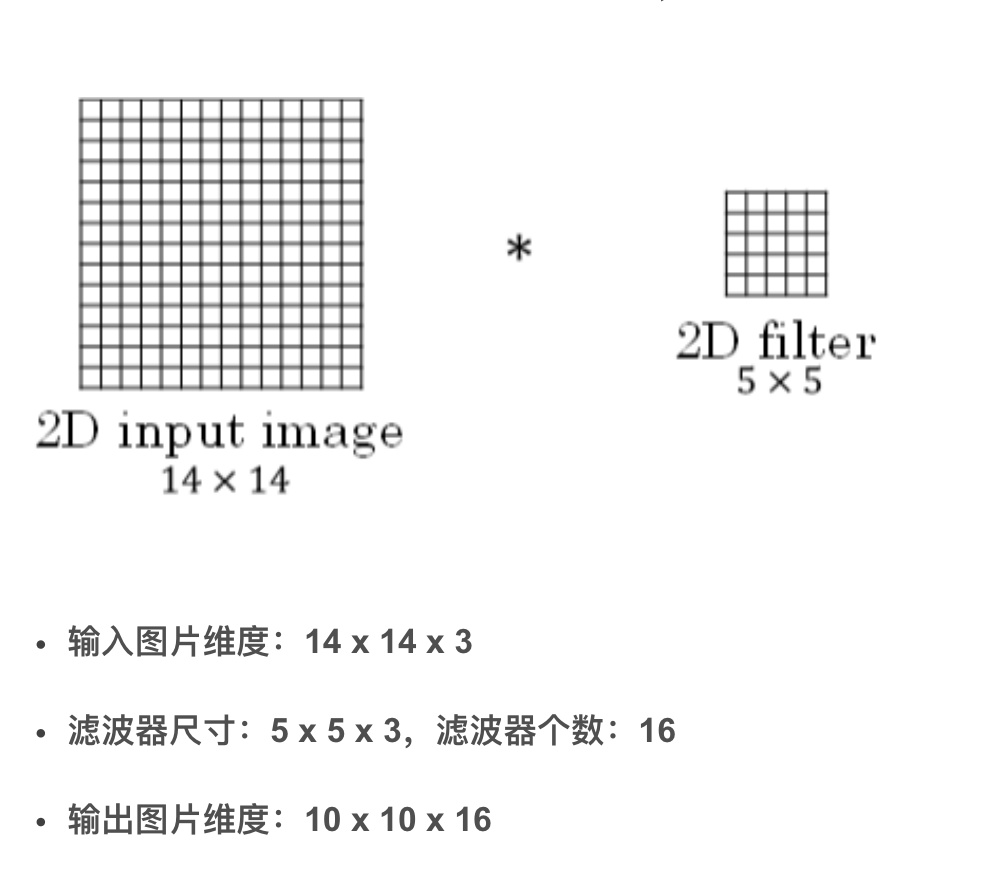 *
2D filter
5 × 5
2D input image
14 × 14
• 输入图片维度：14 x 14 x 3
• 滤波器尺寸：5 x 5 x 3，滤波器个数：16
• 输出图片维度：10 x 10 x 16